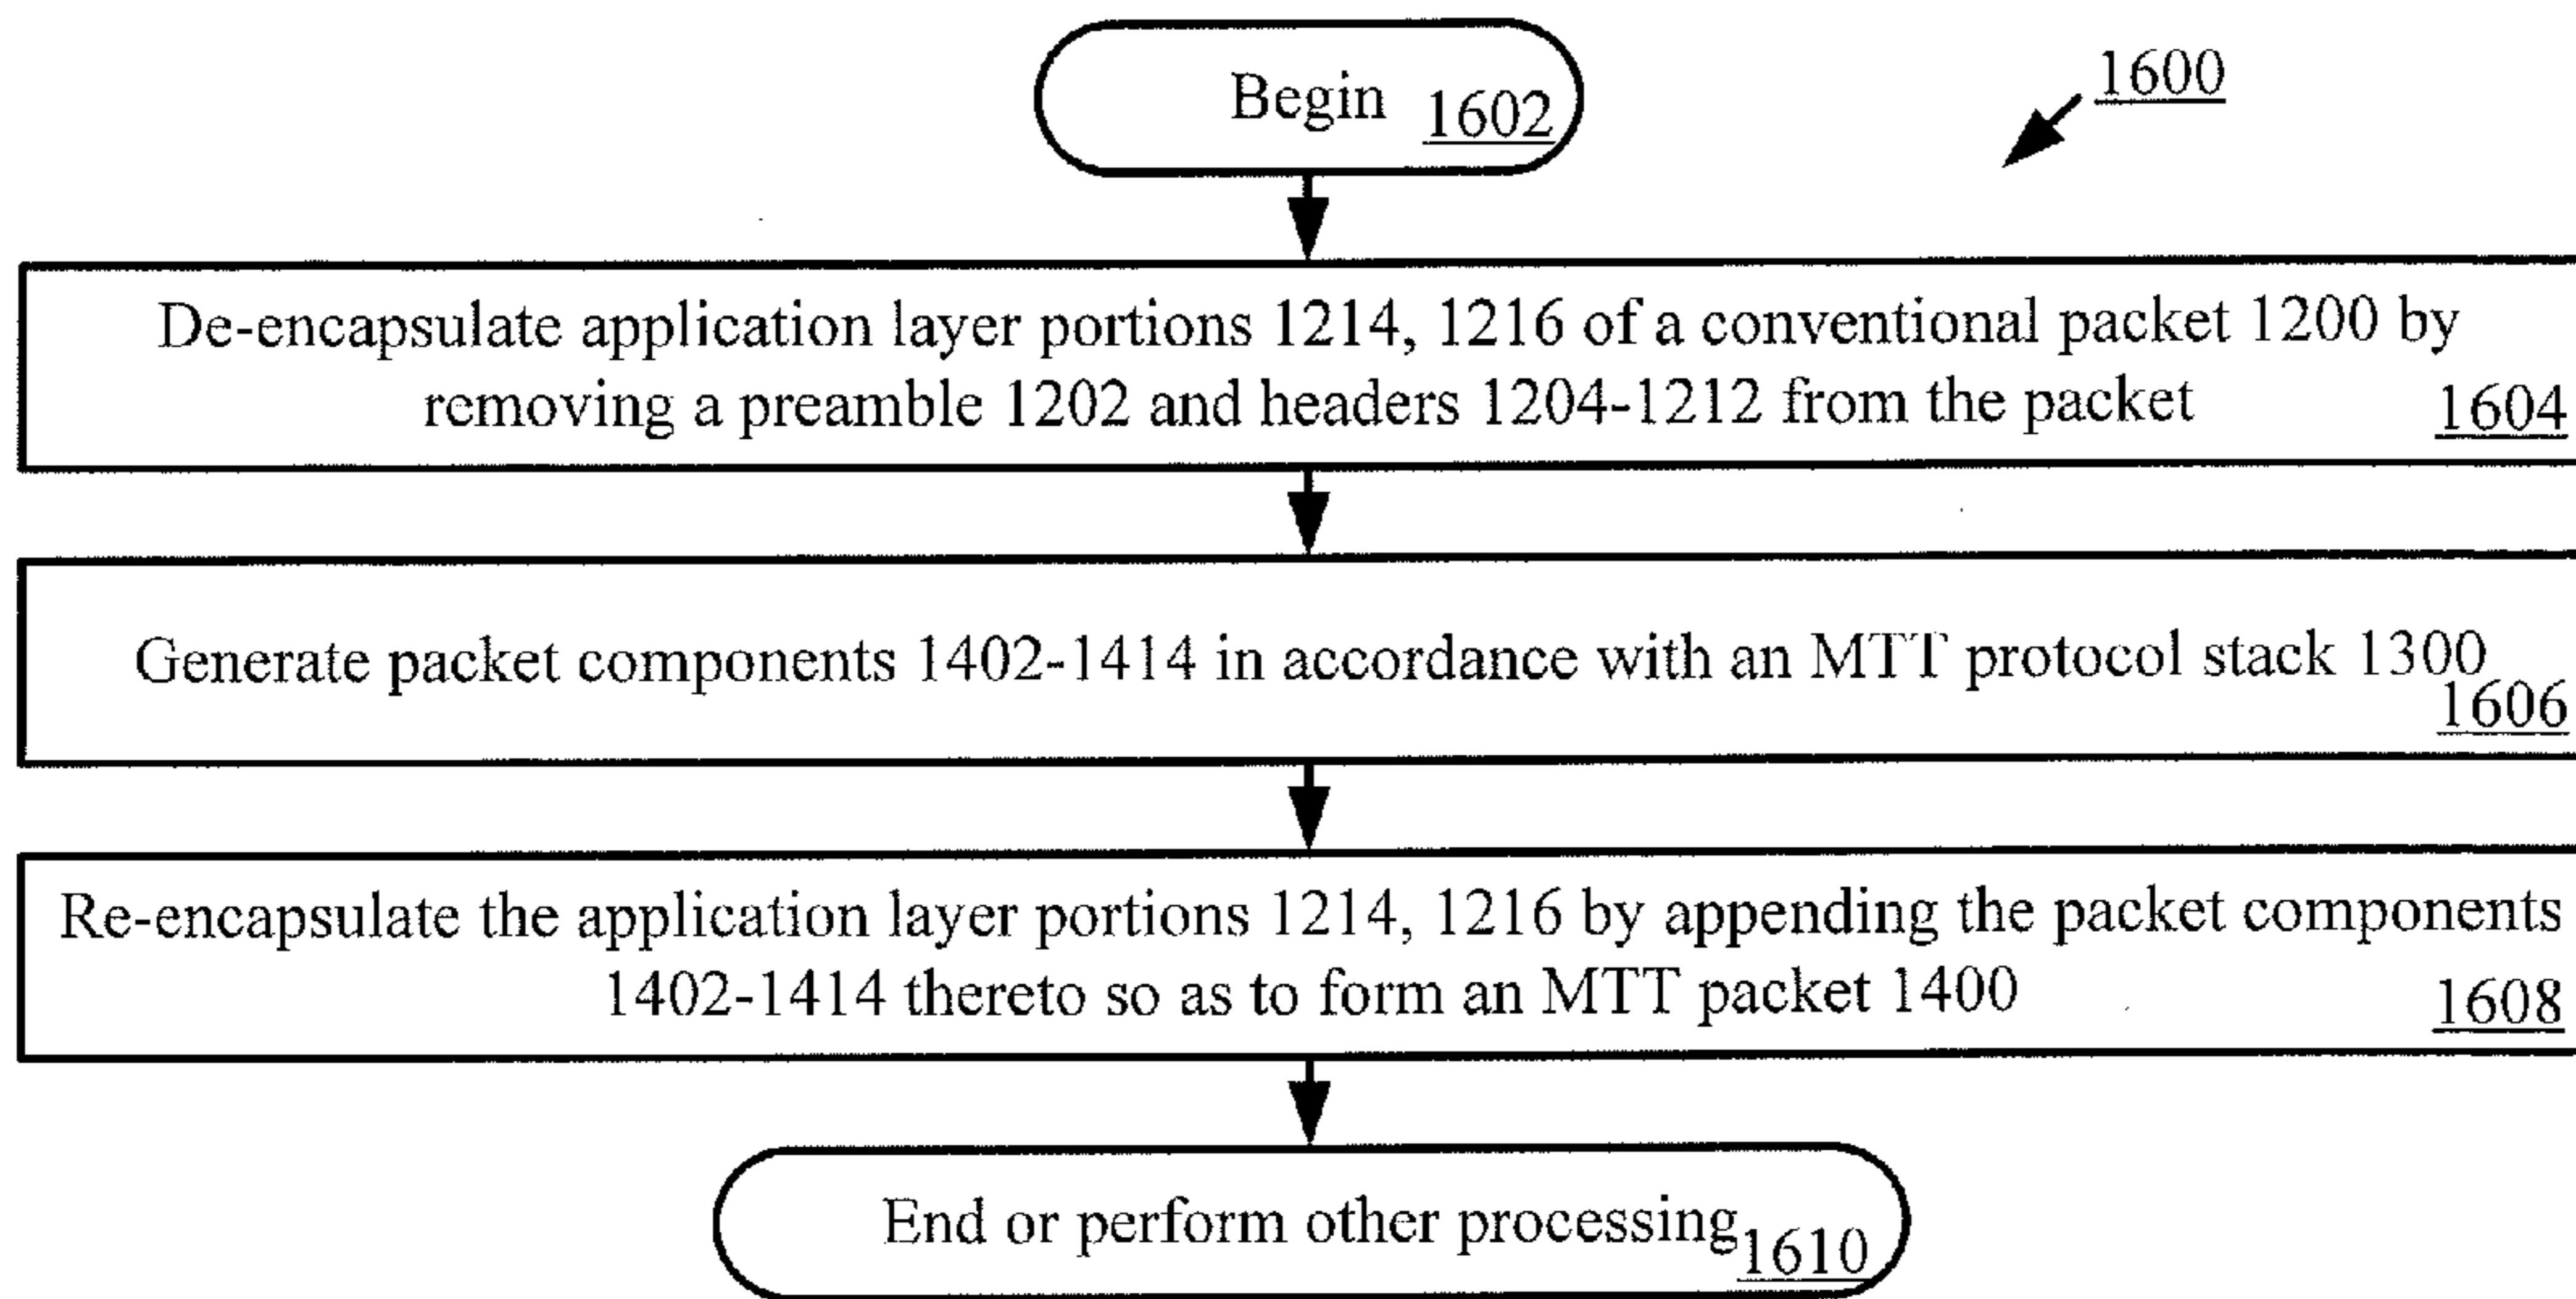 1600
Begin 1602
De-encapsulate application layer portions 1214, 1216 of a conventional packet 1200 by
removing a preamble 1202 and headers 1204-1212 from the packet 1604
Generate packet components 1402-1414 in accordance with an MTT protocol stack 1300
1606
Re-encapsulate the application layer portions 1214, 1216 by appending the packet components
1402-1414 thereto so as to form an MTT packet 1400 1608
End or perform other processing 1610